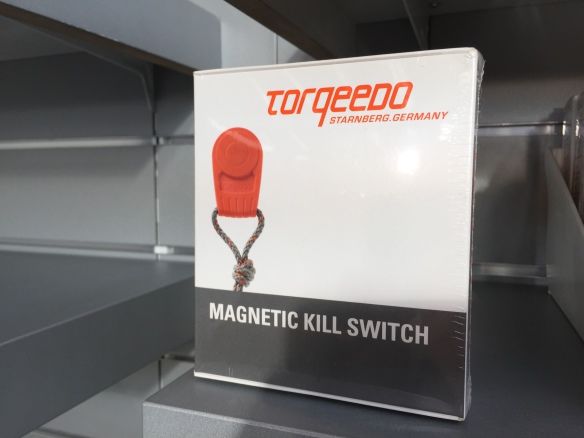 TORQEEDO
STARNBERG.GERMANY
MAGNETIC KILL SWITCH